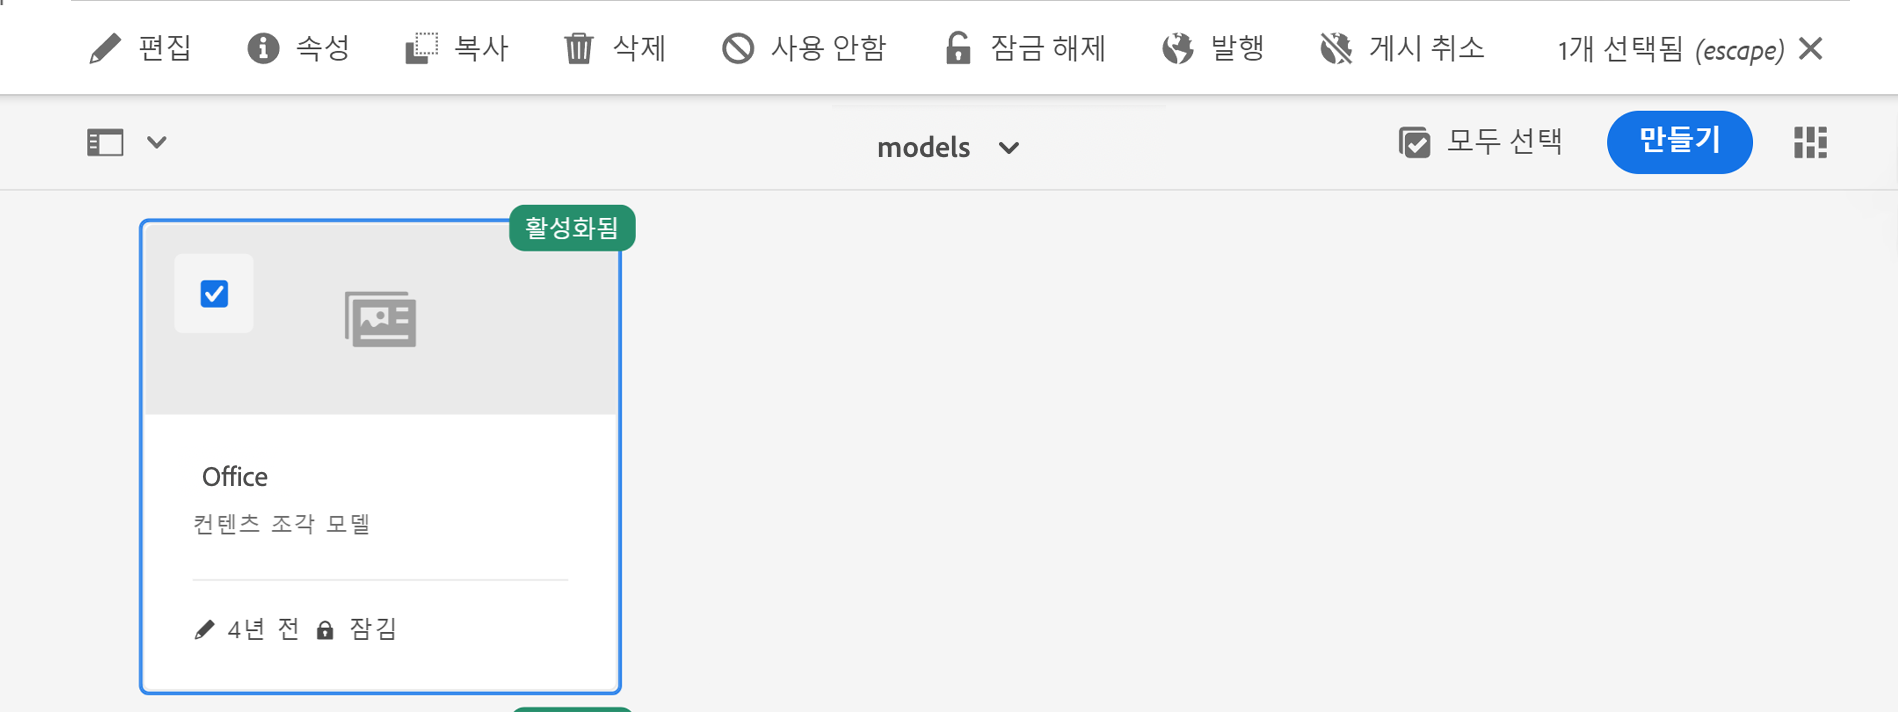 편집 속성 복사 삭제 사용 안함 잠금 해제 발행 게시 취소 1개 선택됨 (escape)
models 모두 선택 만들기
활성화됨
Office
컨텐츠 조각 모델
4년 전 잠김